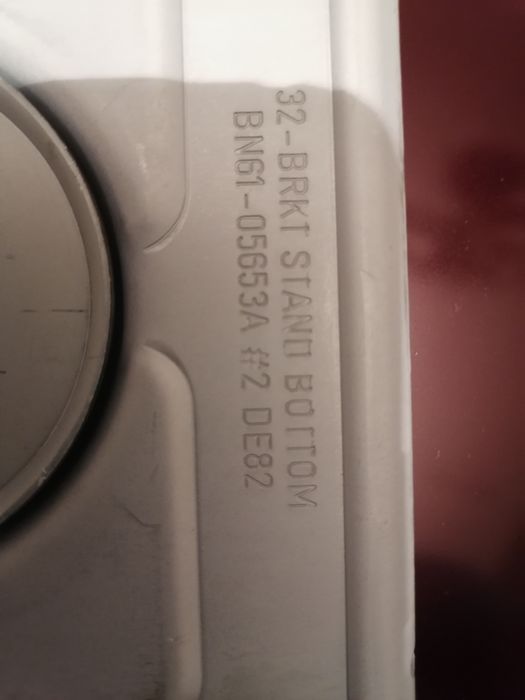 32-BRKT STAND BOTTOM
BN61-05653A #2 DE82